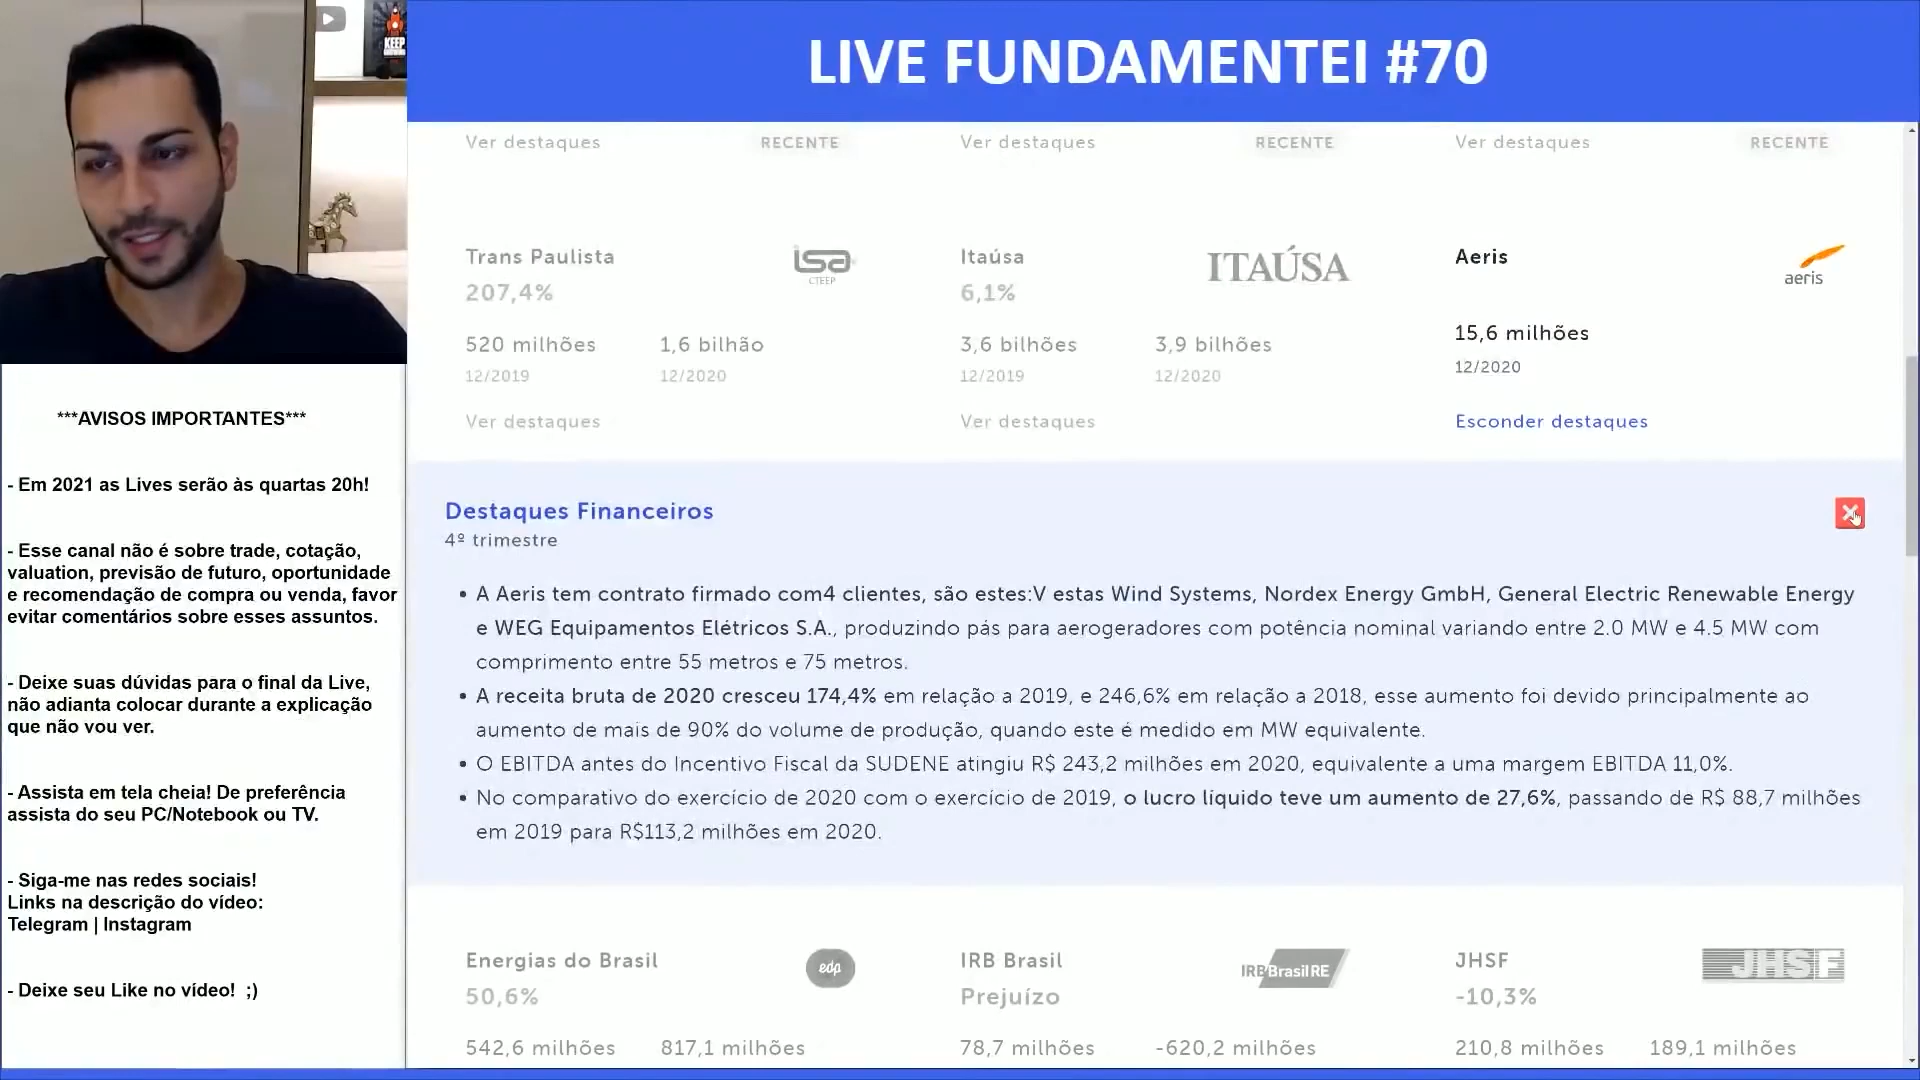 KEEP
LIVE FUNDAMENTEI #70
Ver destaques RECENTE Ver destaques RECENTE Ver destaques RECENTE
Trans Paulista
207,4%
isa
CTEEP
520 milhões 1,6 bilhão
12/2019 12/2020
Ver destaques
Itaúsa
6,1%
ITAÚSA
3,6 bilhões 3,9 bilhões
12/2019 12/2020
Ver destaques
Aeris
aeris
15,6 milhões
12/2020
Esconder destaques
***AVISOS IMPORTANTES***
- Em 2021 as Lives serão às quartas 20h!
- Esse canal não é sobre trade, cotação,
valuation, previsão de futuro, oportunidade
e recomendação de compra ou venda, favor
evitar comentários sobre esses assuntos.
- Deixe suas dúvidas para o final da Live,
não adianta colocar durante a explicação
que não vou ver.
- Assista em tela cheia! De preferência
assista do seu PC/Notebook ou TV.
- Siga-me nas redes sociais!
Links na descrição do vídeo:
Telegram | Instagram
- Deixe seu Like no vídeo! ;)
Destaques Financeiros
4º trimestre
• A Aeris tem contrato firmado com4 clientes, são estes:V estas Wind Systems, Nordex Energy GmbH, General Electric Renewable Energy
e WEG Equipamentos Elétricos S.A., produzindo pás para aerogeradores com potência nominal variando entre 2.0 MW e 4.5 MW com
comprimento entre 55 metros e 75 metros.
• A receita bruta de 2020 cresceu 174,4% em relação a 2019, e 246,6% em relação a 2018, esse aumento foi devido principalmente ao
aumento de mais de 90% do volume de produção, quando este é medido em MW equivalente.
• O EBITDA antes do Incentivo Fiscal da SUDENE atingiu R$ 243,2 milhões em 2020, equivalente a uma margem EBITDA 11,0%.
• No comparativo do exercício de 2020 com o exercício de 2019, o lucro líquido teve um aumento de 27,6%, passando de R$ 88,7 milhões
em 2019 para R$113,2 milhões em 2020.
Energias do Brasil
50,6%
edp
542,6 milhões 817,1 milhões
IRB Brasil
Prejuízo
IRB Brasil RE
78,7 milhões -620,2 milhões
JHSF
-10,3%
JHSF
210,8 milhões 189,1 milhões